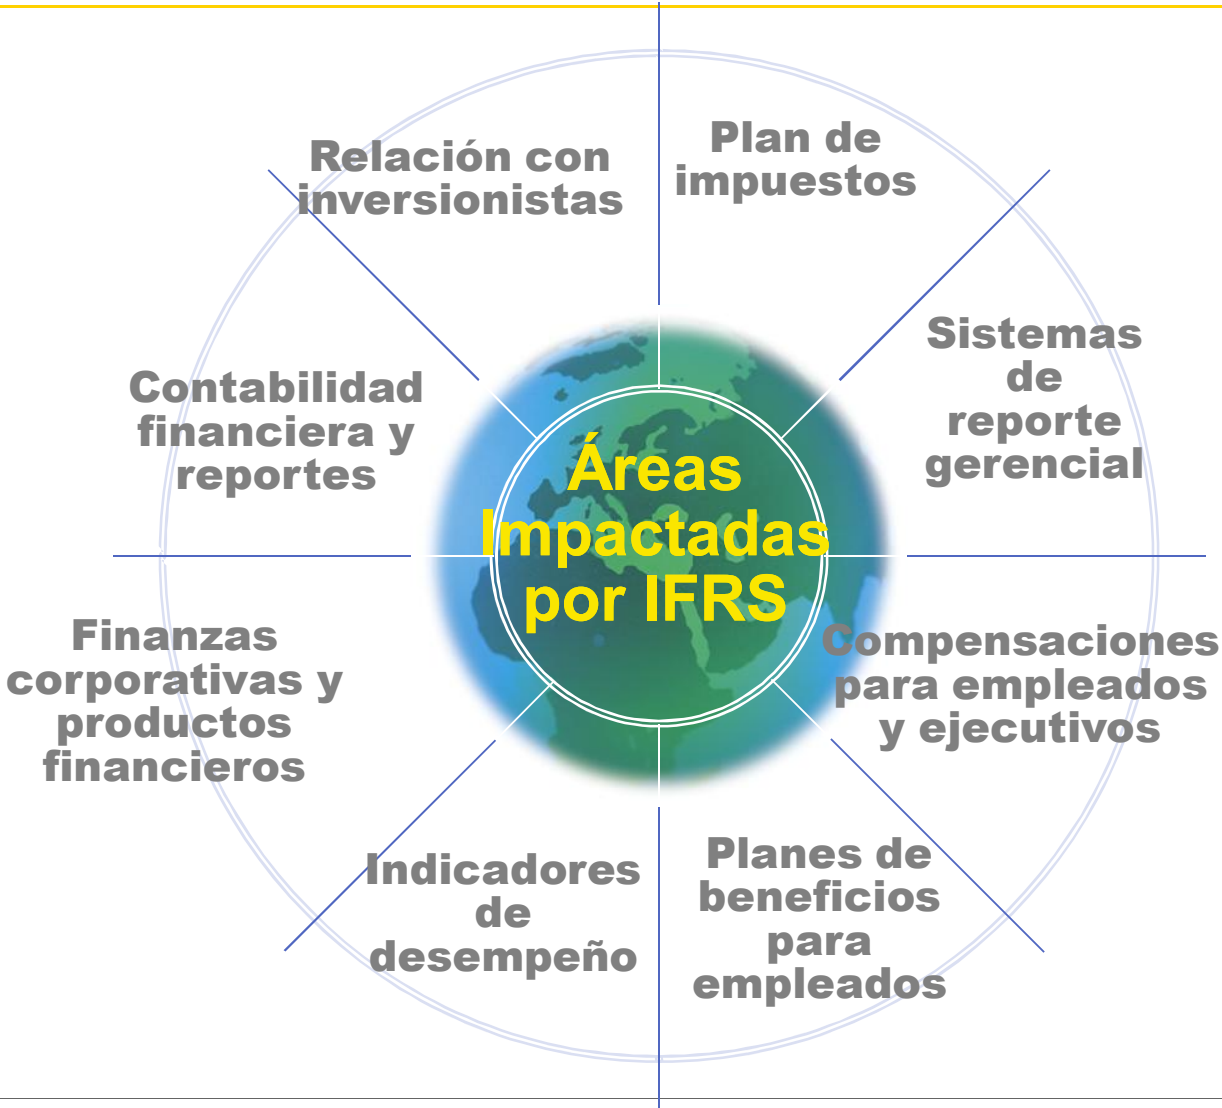 Relación con
inversionistas
Plan de
impuestos
Sistemas
de
reporte
gerencial
Contabilidad
financiera y
reportes
Áreas
Impactadas
por IFRS
Finanzas
corporativas y
productos
financieros
Compensaciones
para empleados
y ejecutivos
Indicadores
de
desempeño
Planes de
beneficios
para
empleados